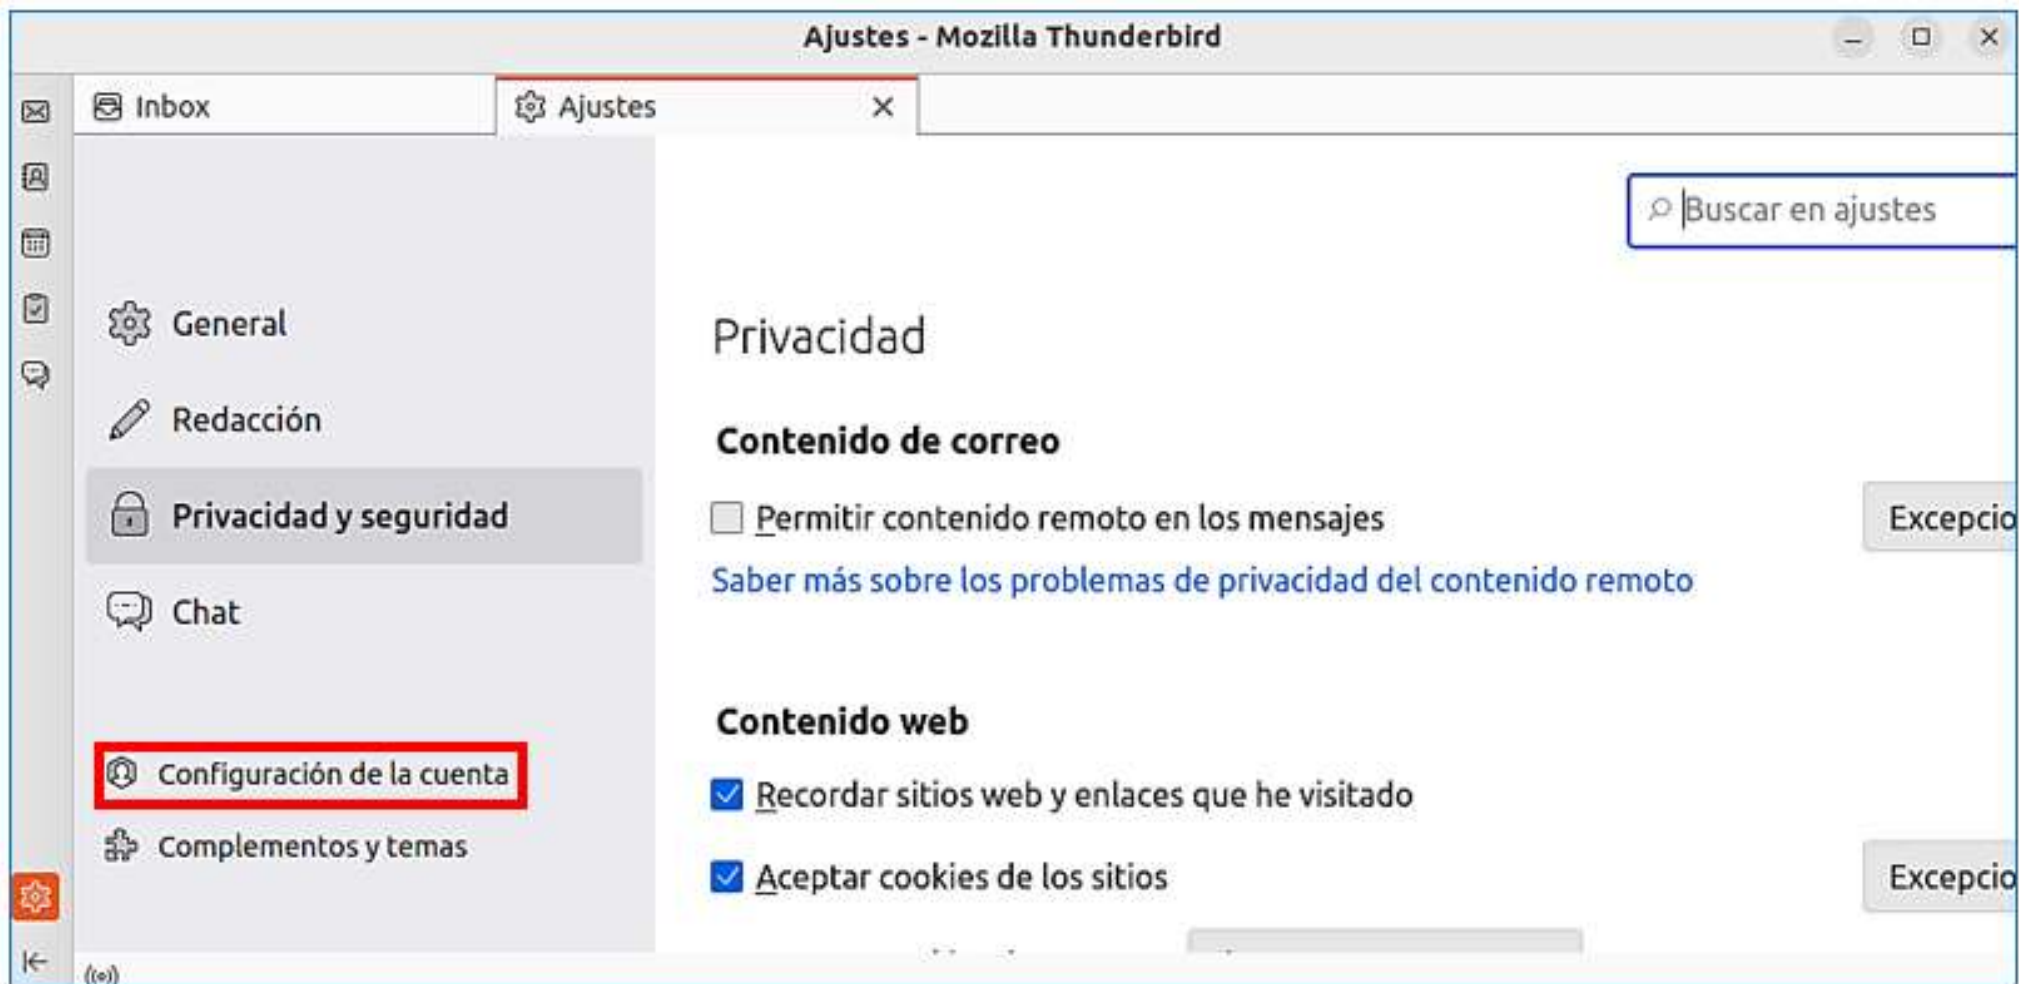 Ajustes - Mozilla Thunderbird
Inbox
Ajustes
Buscar en ajustes
General
Redacción
Privacidad y seguridad
Chat
Configuración de la cuenta
Complementos y temas
Privacidad
Contenido de correo
Permitir contenido remoto en los mensajes
Excepcio
Saber más sobre los problemas de privacidad del contenido remoto
Contenido web
Recordar sitios web y enlaces que he visitado
Aceptar cookies de los sitios
Excepcio